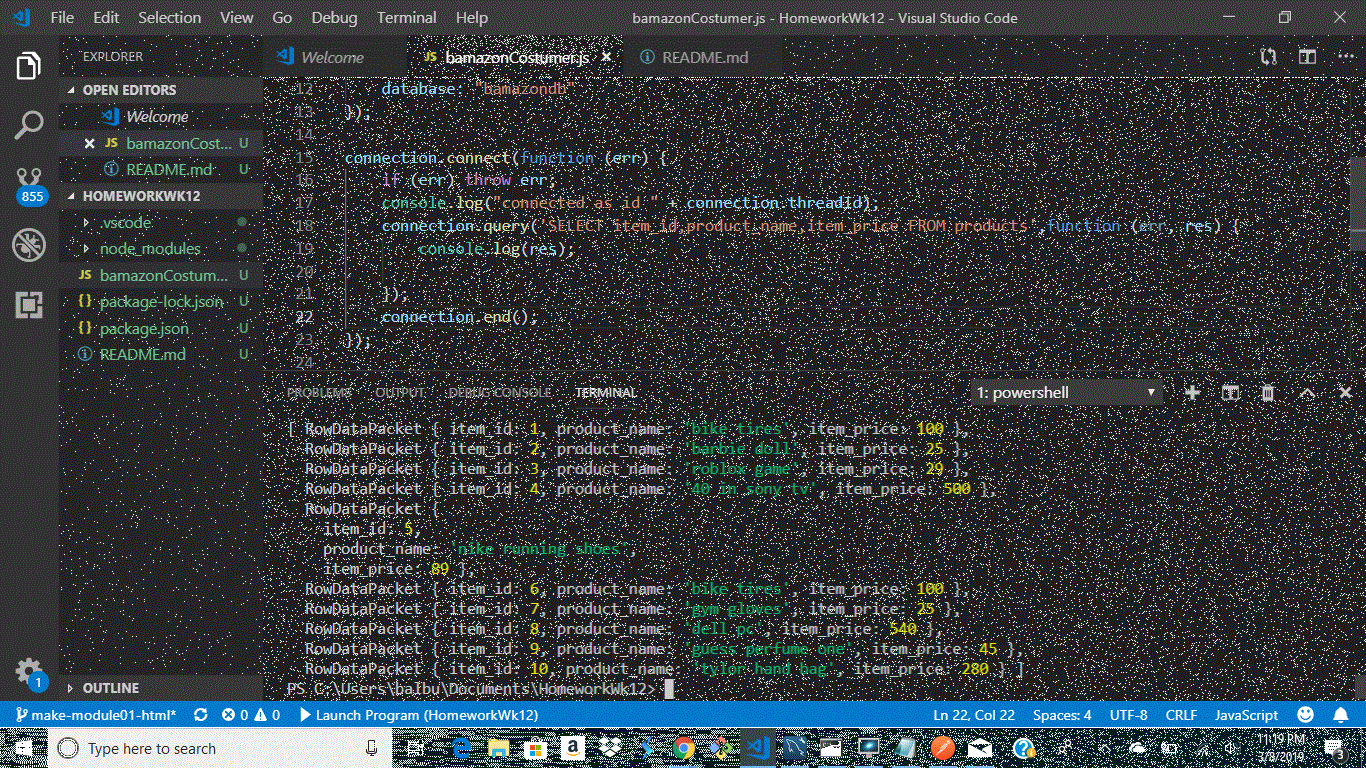 File Edit Selection View Go Debug Terminal Help bamazonCostumer.js - HomeworkWk12 - Visual Studio Code
EXPLORER
OPEN EDITORS
Welcome
JS bamazonCost... U
README.md U
855
HOMEWORKWK12
.vscode
node_modules
JS bamazonCostum... U
{} package-lock.json U
{} package.json U
README.md U
OUTLINE
1
Welcome JS bamazonCostumer.js README.md
12 database: "bamazondb"
13 });
14
15 connection.connect(function (err) {
16 if (err) throw err;
17 console.log("connected as id " + connection.threadId);
18 connection.query('SELECT item_id,product_name,item_price FROM products',function (err, res) {
19 console.log(res);
20
21 });
22 connection.end();
23 });
24
PROBLEMS OUTPUT DEBUG CONSOLE TERMINAL 1: powershell
[ RowDataPacket { item_id: 1, product_name: 'bike tires', item_price: 100 },
RowDataPacket { item_id: 2, product_name: 'barbie doll', item_price: 25 },
RowDataPacket { item_id: 3, product_name: 'roblox game', item_price: 29 },
RowDataPacket { item_id: 4, product_name: '40 in sony tv', item_price: 500 },
RowDataPacket {
item_id: 5,
product_name: 'nike running shoes',
item_price: 89 },
RowDataPacket { item_id: 6, product_name: 'bike tires', item_price: 100 },
RowDataPacket { item_id: 7, product_name: 'gym gloves', item_price: 25 },
RowDataPacket { item_id: 8, product_name: 'dell pc', item_price: 540 },
RowDataPacket { item_id: 9, product_name: 'guess perfume one', item_price: 45 },
RowDataPacket { item_id: 10, product_name: 'tylor hand bag', item_price: 280 } ]
PS C:\Users\balbu\Documents\HomeworkWk12>
make-module01-html* 0 0 Launch Program (HomeworkWk12) Ln 22, Col 22 Spaces: 4 UTF-8 CRLF JavaScript
Type here to search 11:19 PM
3/8/2019 3